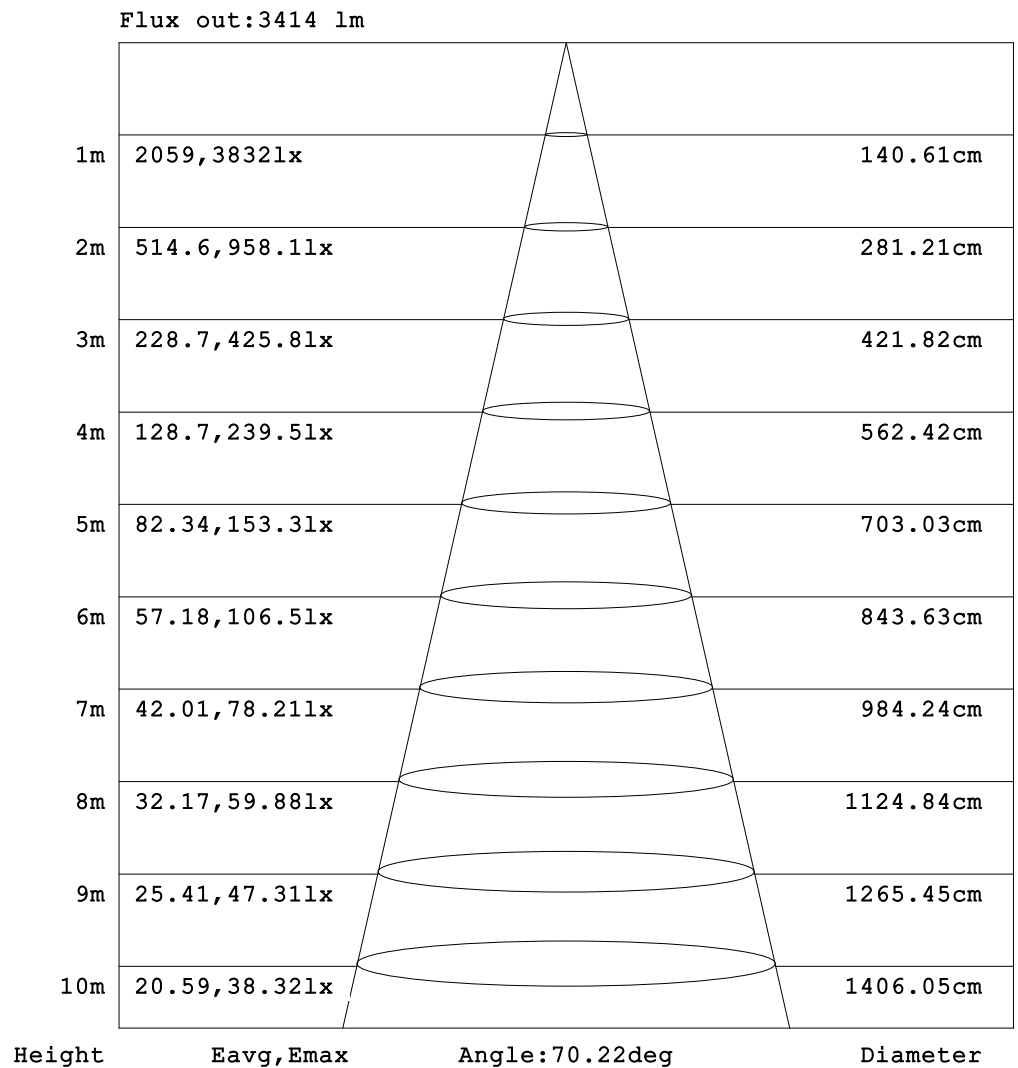 Flux out:3414 lm
1m 2059,3832lx 140.61cm
2m 514.6,958.1lx 281.21cm
3m 228.7,425.8lx 421.82cm
4m 128.7,239.5lx 562.42cm
5m 82.34,153.3lx 703.03cm
6m 57.18,106.5lx 843.63cm
7m 42.01,78.21lx 984.24cm
8m 32.17,59.88lx 1124.84cm
9m 25.41,47.31lx 1265.45cm
10m 20.59,38.32lx 1406.05cm
Height Eavg,Emax Angle:70.22deg Diameter